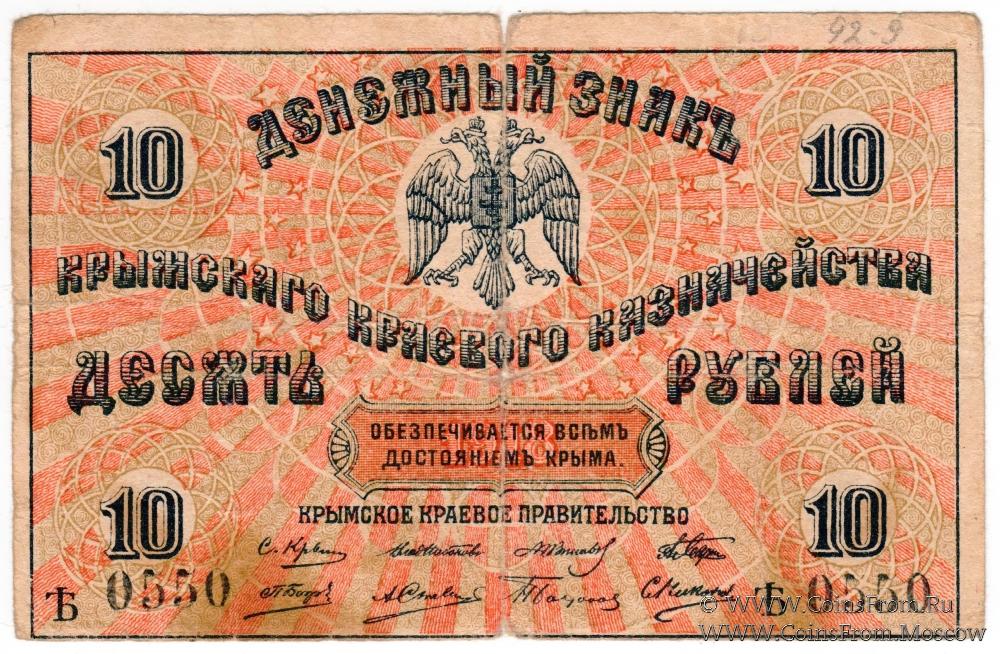 92-9
ДЕНЕЖНЫЙ ЗНАКЪ
10 10
КРЫМСКАГО КРАЕВОГО КАЗНАЧЕЙСТВА
ДЕСЯТЬ РУБЛЕЙ
ОБЕЗПЕЧИВАЕТСЯ ВСѢМЪ
ДОСТОЯНІЕМЪ КРЫМА.
10 10
КРЫМСКОЕ КРАЕВОЕ ПРАВИТЕЛЬСТВО
С. Крым
Ѣ 0550 Ѣ 0550
© WWW.CoinsFrom.Ru
WWW.CoinsFrom.Moscow